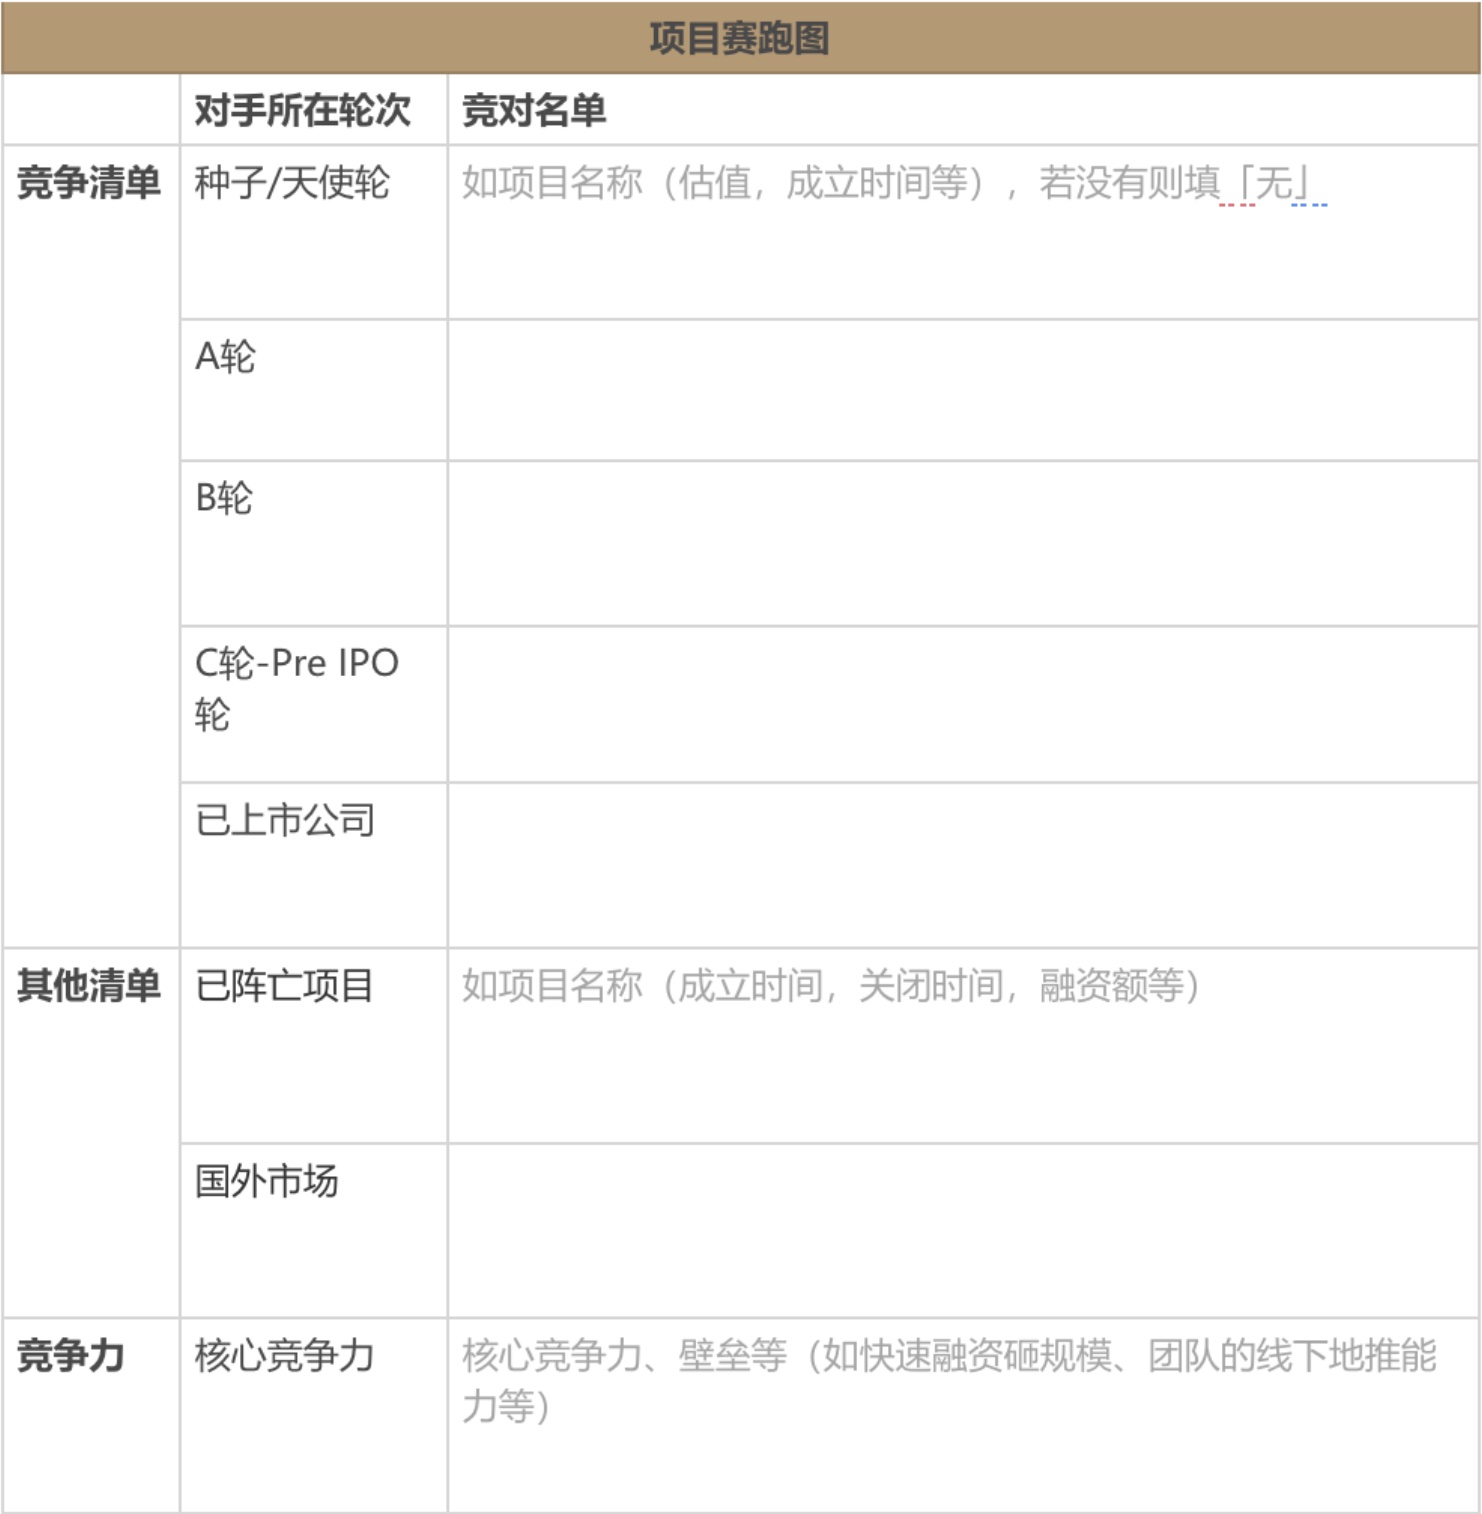 项目赛跑图
对手所在轮次
竞对名单
竞争清单
种子/天使轮
如项目名称（估值，成立时间等），若没有则填「无」
A轮
B轮
C轮-Pre IPO
轮
已上市公司
其他清单
已阵亡项目
如项目名称（成立时间，关闭时间，融资额等）
国外市场
竞争力
核心竞争力
核心竞争力、壁垒等（如快速融资砸规模、团队的线下地推能
力等）